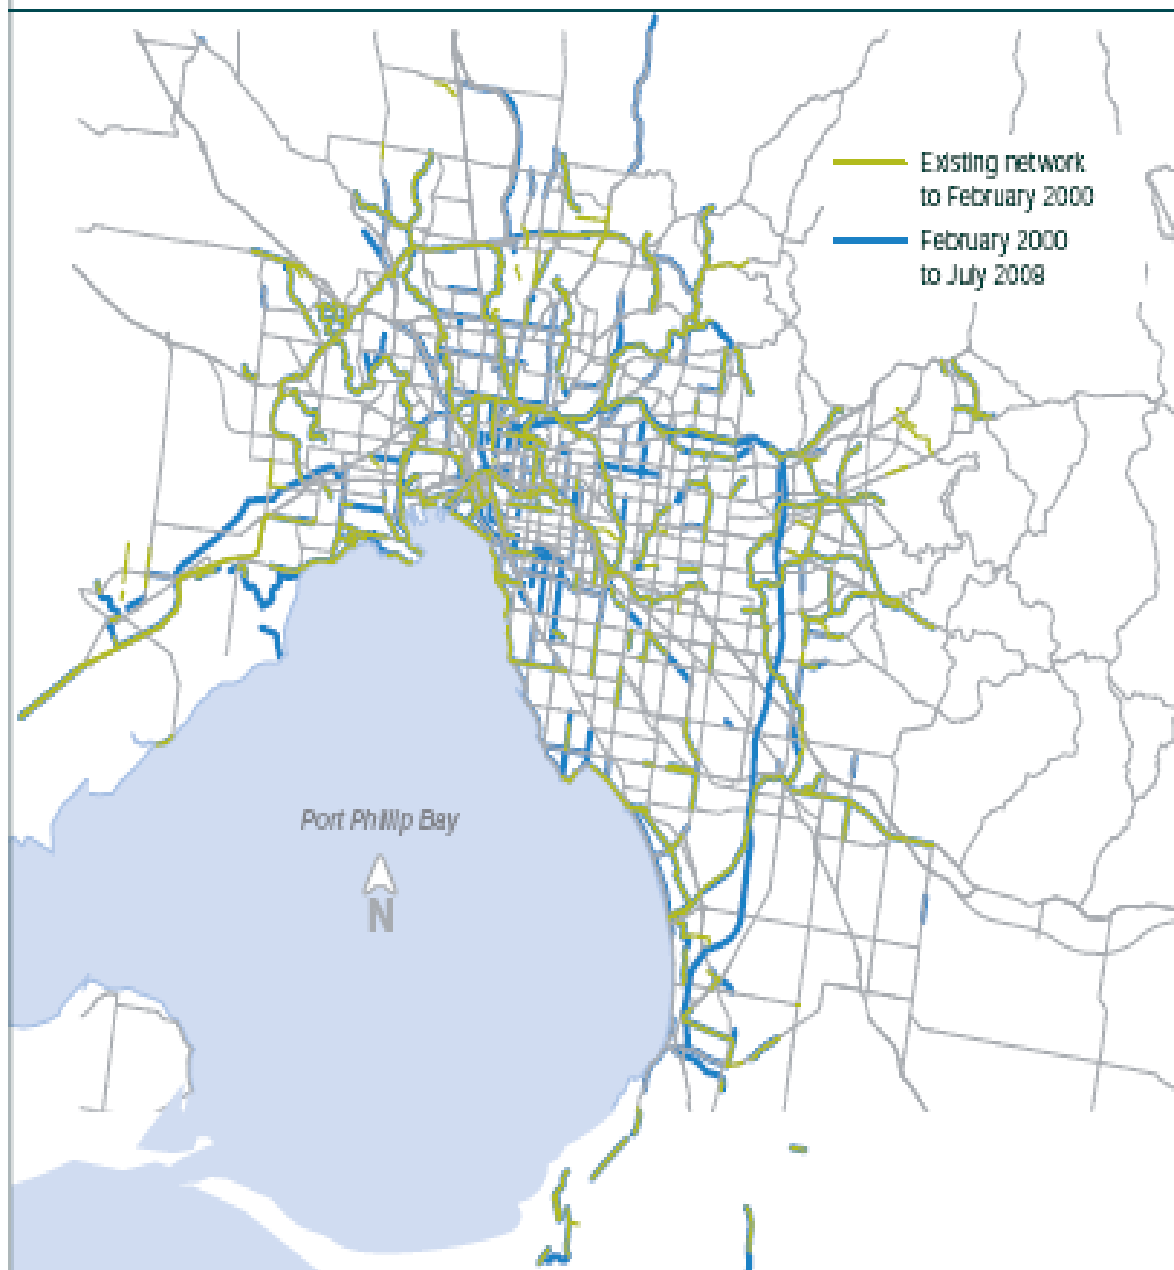 Existing network
to February 2000
February 2000
to July 2008
Port Phillip Bay
N